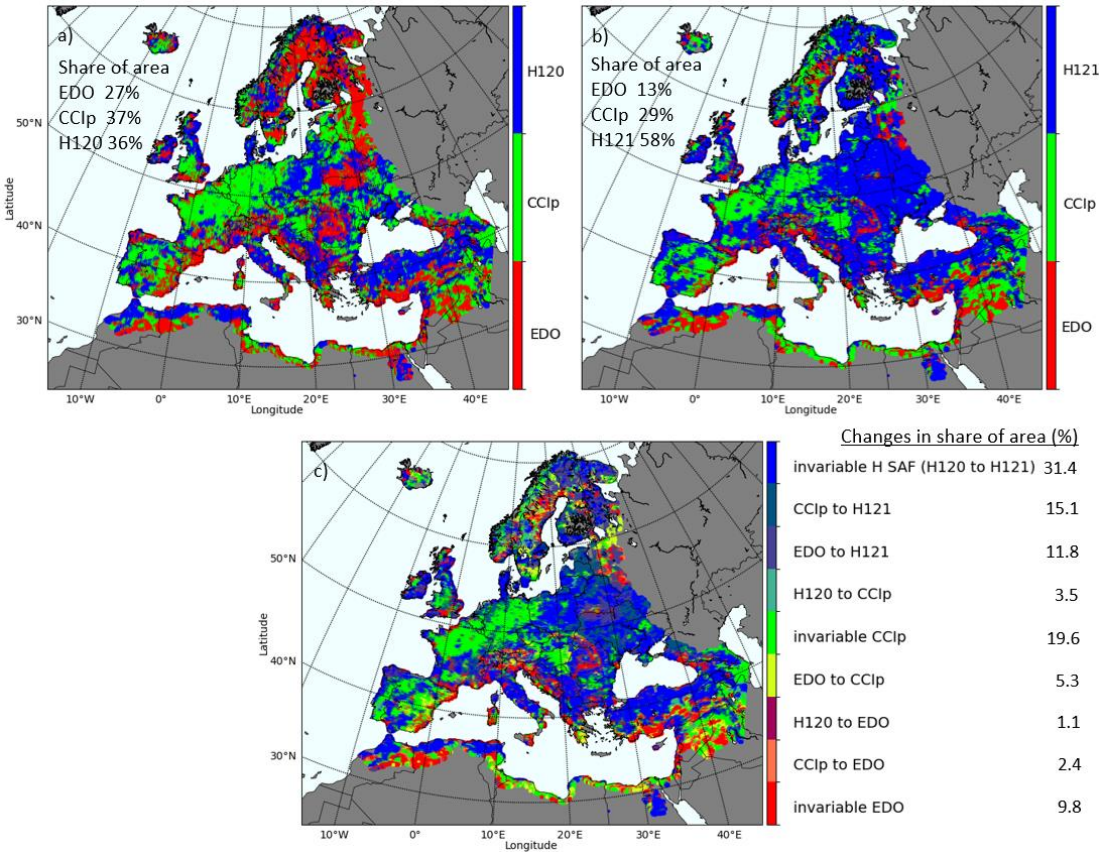 a)
Share of area
EDO 27%
CCIp 37%
H120 36%
H120
CCIp
EDO
50°N
40°N
30°N
Latitude
10°W 0° 10°E 20°E 30°E 40°E
Longitude
b)
Share of area
EDO 13%
CCIp 29%
H121 58%
H121
CCIp
EDO
10°W 0° 10°E 20°E 30°E 40°E
Longitude
c)
50°N
40°N
30°N
Latitude
10°W 0° 10°E 20°E 30°E 40°E
Longitude
Changes in share of area (%)
invariable H SAF (H120 to H121) 31.4
CCIp to H121 15.1
EDO to H121 11.8
H120 to CCIp 3.5
invariable CCIp 19.6
EDO to CCIp 5.3
H120 to EDO 1.1
CCIp to EDO 2.4
invariable EDO 9.8